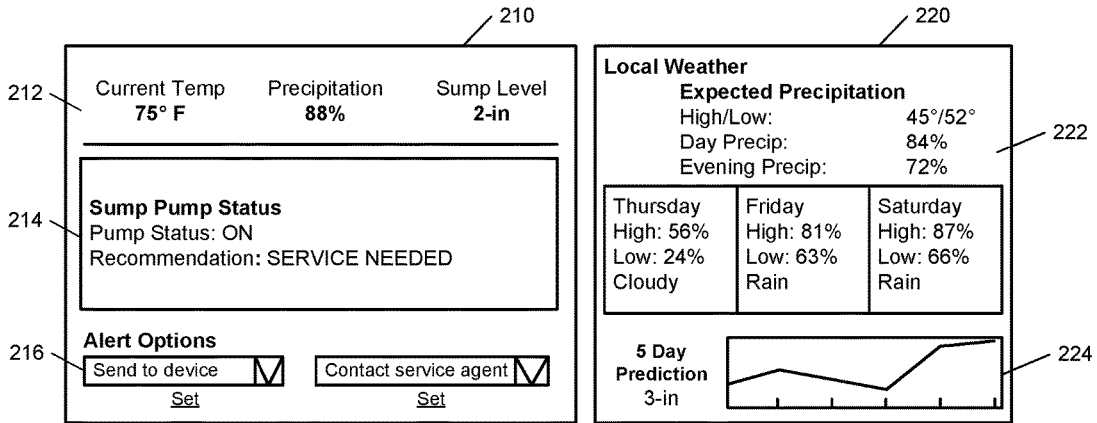 210
220
212
Current Temp Precipitation Sump Level
75° F 88% 2-in
214
Sump Pump Status
Pump Status: ON
Recommendation: SERVICE NEEDED
Alert Options
216
Send to device Contact service agent
Set Set
Local Weather
Expected Precipitation
High/Low: 45°/52°
222
Day Precip: 84%
Evening Precip: 72%
Thursday Friday Saturday
High: 56% High: 81% High: 87%
Low: 24% Low: 63% Low: 66%
Cloudy Rain Rain
5 Day
224
Prediction
3-in